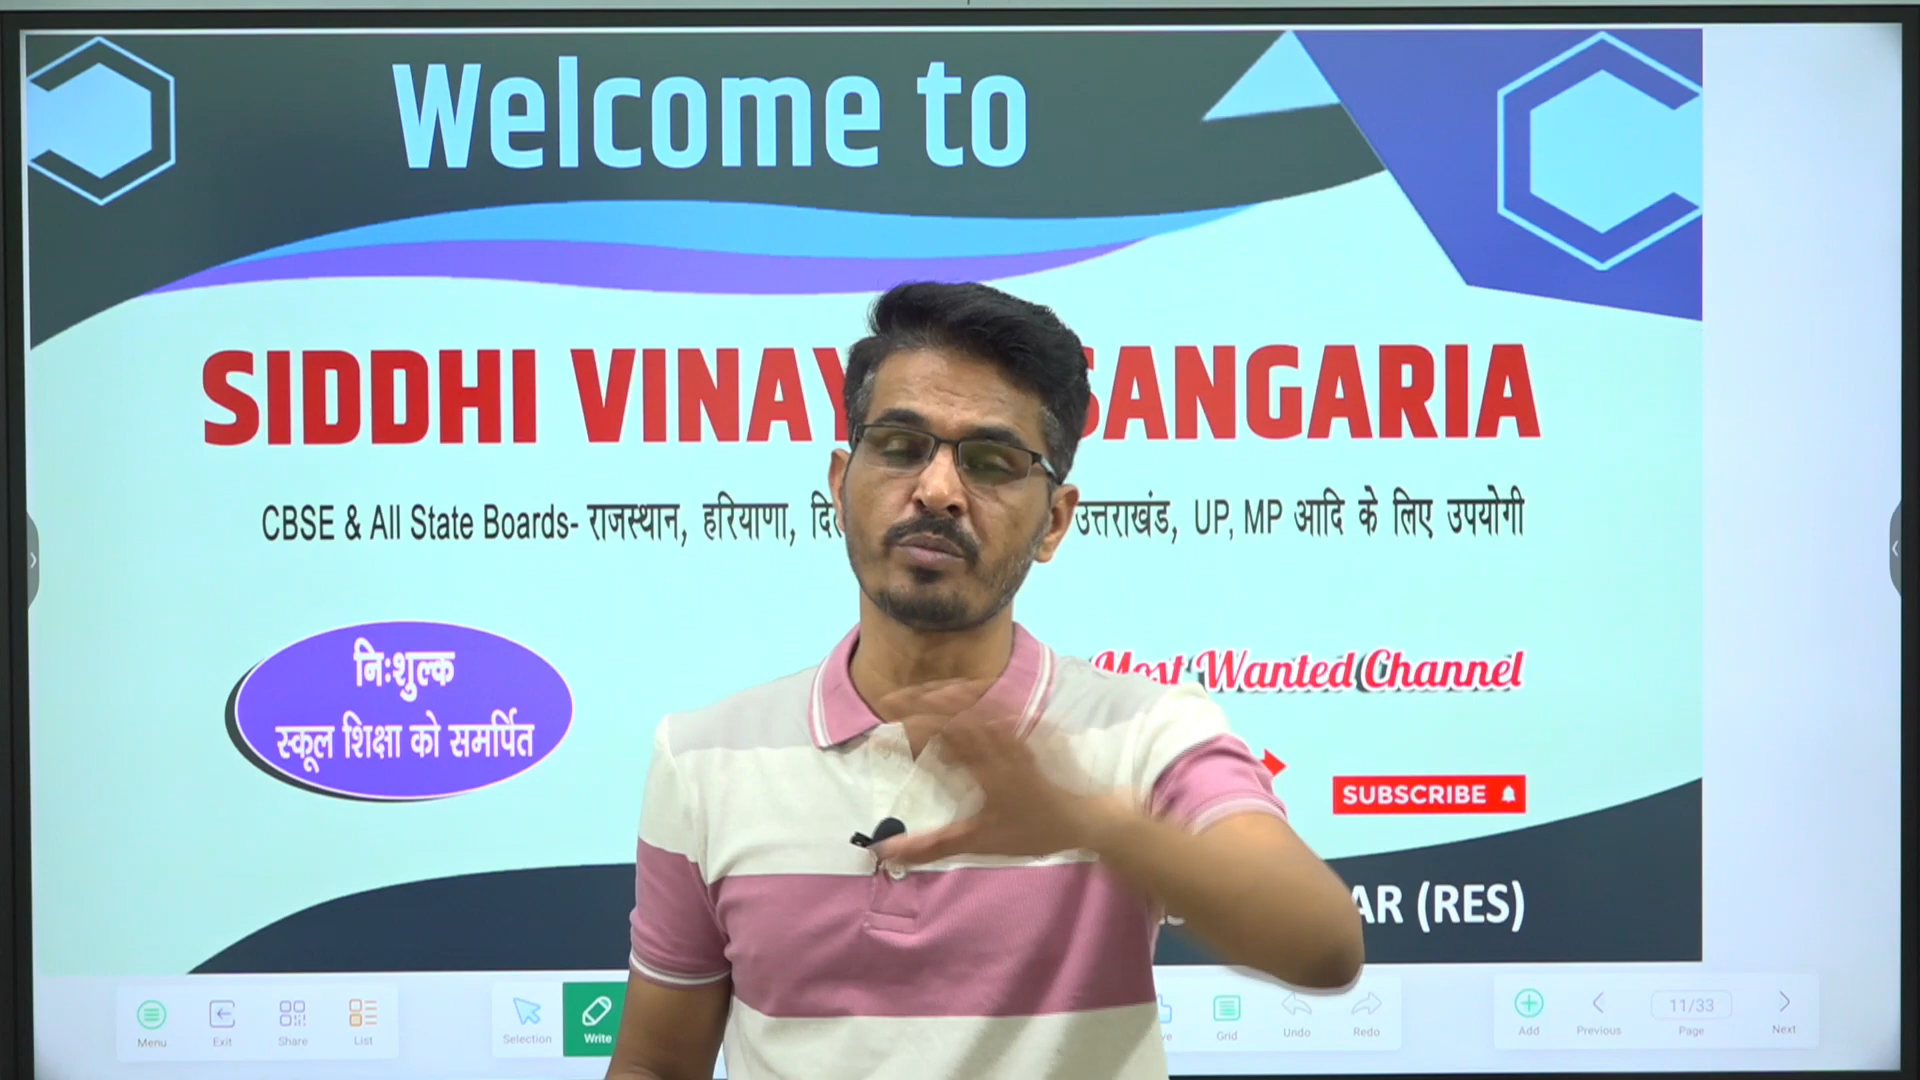 Welcome to
SIDDHI VINAY SANGARIA
CBSE & All State Boards- राजस्थान, हरियाणा, उत्तराखंड, UP, MP आदि के लिए उपयोगी
निःशुल्क
स्कूल शिक्षा को समर्पित
Most Wanted Channel
SUBSCRIBE
AR (RES)
Menu
Exit
Share
List
Selection
Write
Grid
Undo
Redo
Add
Previous
11/33
Page
Next